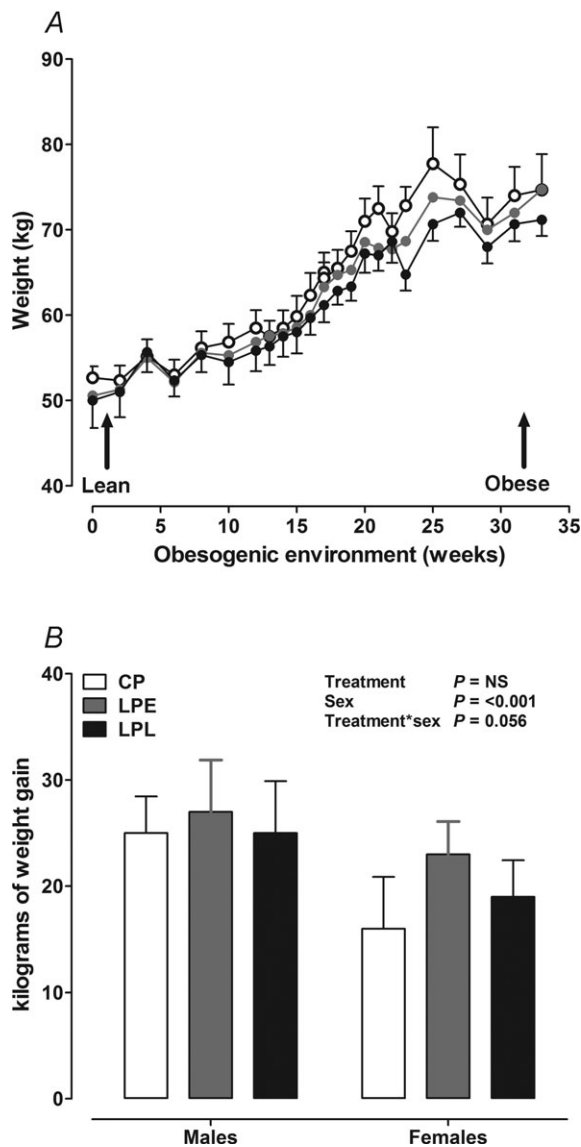 A
90
80
70
60
50
40
Weight (kg)
Lean
Obese
0 5 10 15 20 25 30 35
Obesogenic environment (weeks)
B
40
30
20
10
0
kilograms of weight gain
CP
LPE
LPL
Treatment P = NS
Sex P = <0.001
Treatment*sex P = 0.056
Males Females